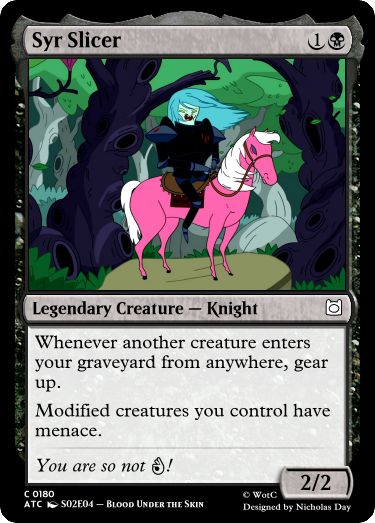 Syr Slicer 1
Legendary Creature — Knight
Whenever another creature enters
your graveyard from anywhere, gear
up.
Modified creatures you control have
menace.
You are so not 👌!
2/2
C 0180
ATC S02E04 — Blood Under the Skin
© WotC
Designed by Nicholas Day